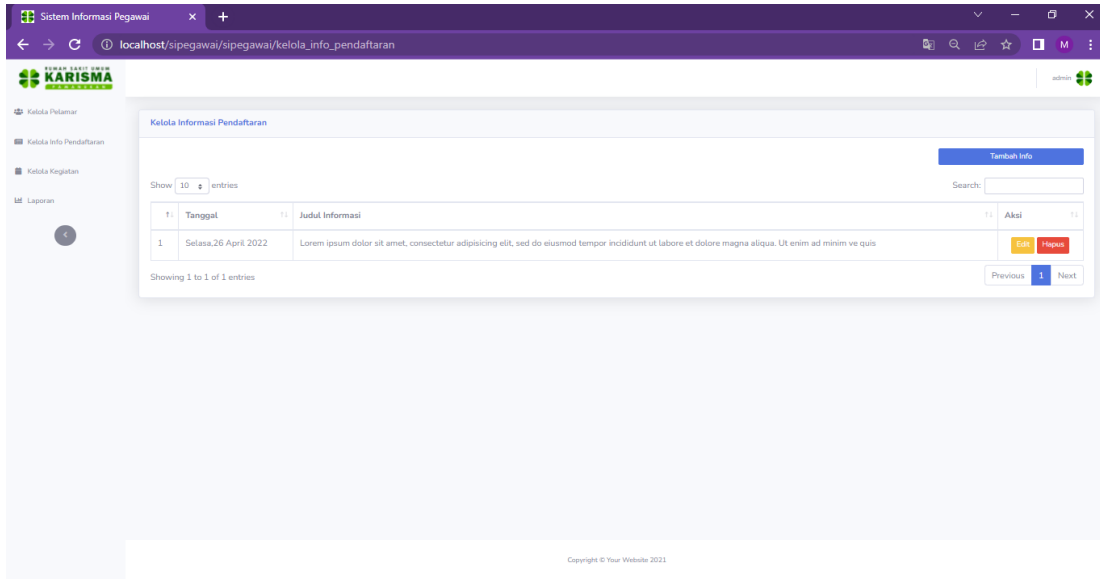 Sistem Informasi Pegawai
localhost/sipegawai/sipegawai/kelola_info_pendaftaran
M
RUMAH SAKIT UMUM
KARISMA
admin
Kelola Pelamar
Kelola Info Pendaftaran
Kelola Kegiatan
Laporan
Kelola Informasi Pendaftaran
Tambah Info
Show 10 entries
Search:
Tanggal Judul Informasi Aksi
1 Selasa,26 April 2022 Lorem ipsum dolor sit amet, consectetur adipisicing elit, sed do eiusmod tempor incididunt ut labore et dolore magna aliqua. Ut enim ad minim ve quis Edit Hapus
Showing 1 to 1 of 1 entries
Previous 1 Next
Copyright © Your Website 2021